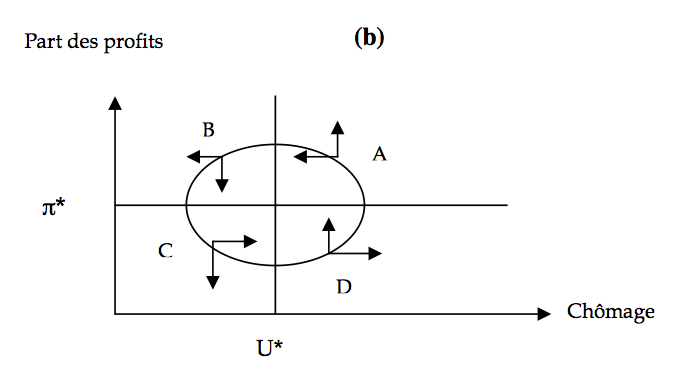 (b)
Part des profits
B
A
π*
C
D
Chômage
U*